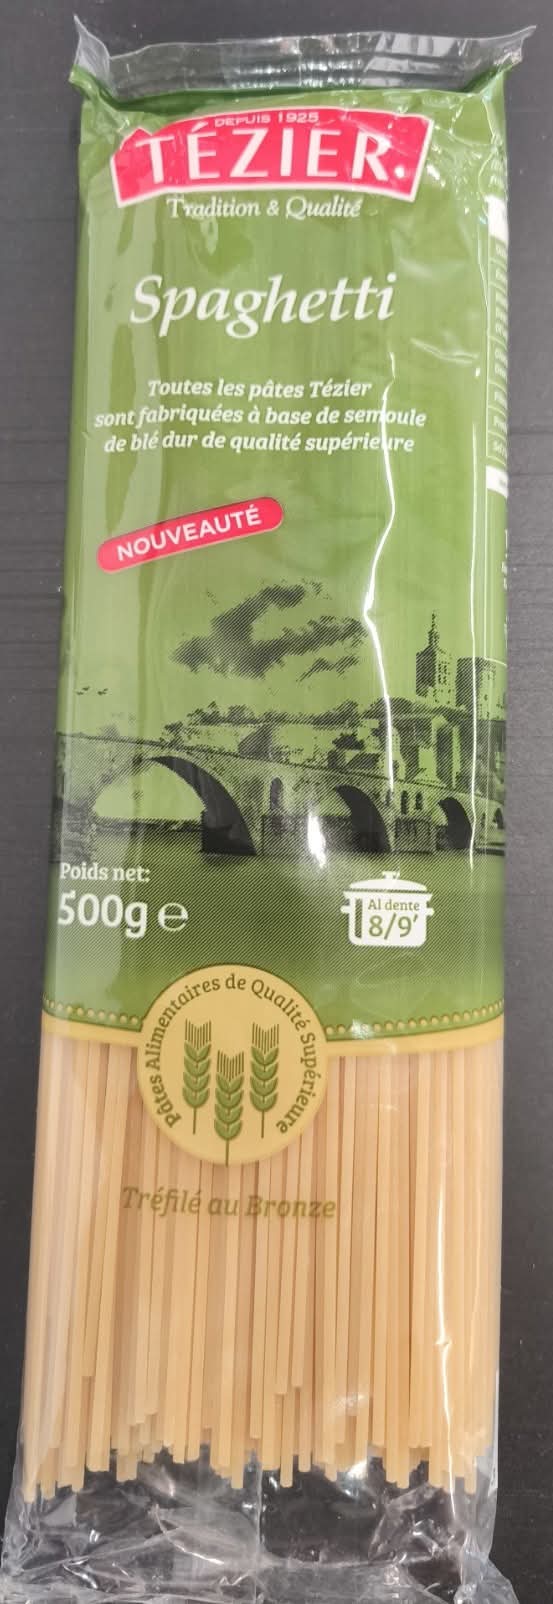 DEPUIS 1925
TÉZIER
Tradition & Qualité
Spaghetti
Toutes les pâtes Tézier
sont fabriquées à base de semoule
de blé dur de qualité supérieure
NOUVEAUTÉ
Poids net:
500g ℮
Al dente
8/9'
Pâtes Alimentaires de Qualité Supérieure
Tréfilé au Bronze